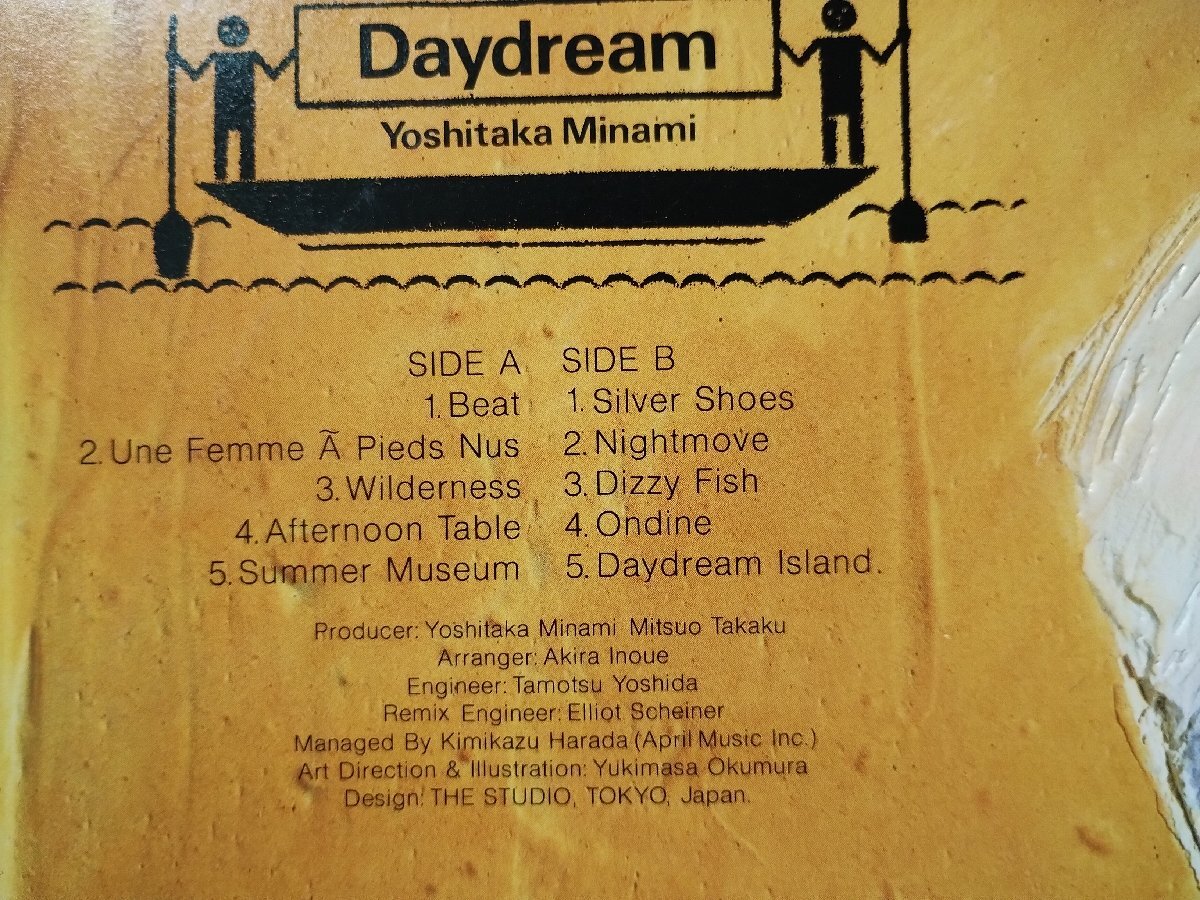 Daydream
Yoshitaka Minami
SIDE A
1. Beat
2. Une Femme Ã Pieds Nus
3. Wilderness
4. Afternoon Table
5. Summer Museum
SIDE B
1. Silver Shoes
2. Nightmove
3. Dizzy Fish
4. Ondine
5. Daydream Island.
Producer: Yoshitaka Minami Mitsuo Takaku
Arranger: Akira Inoue
Engineer: Tamotsu Yoshida
Remix Engineer: Elliot Scheiner
Managed By Kimikazu Harada (April Music Inc.)
Art Direction & Illustration: Yukimasa Okumura
Design: THE STUDIO, TOKYO, Japan.